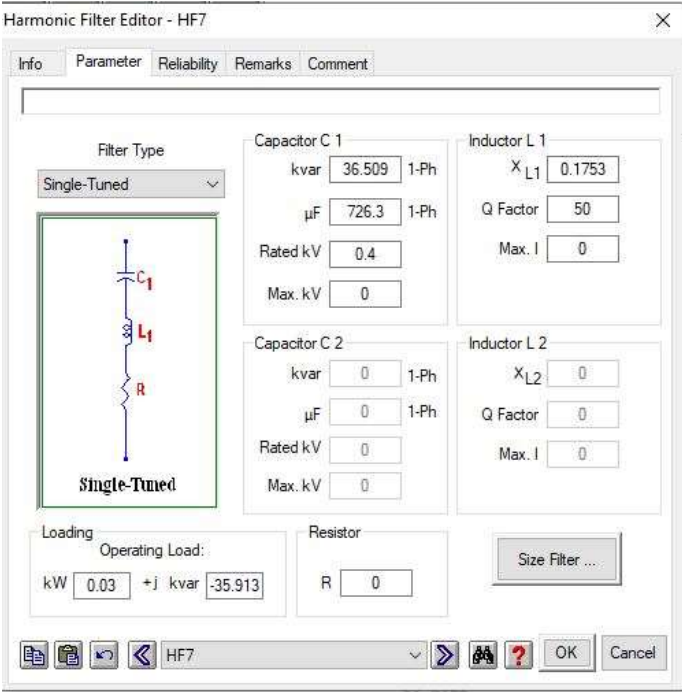 Harmonic Filter Editor - HF7
Info Parameter Reliability Remarks Comment
Filter Type
Single-Tuned
C1
L1
R
Single-Tuned
Capacitor C 1
kvar 36.509 1-Ph
µF 726.3 1-Ph
Rated kV 0.4
Max. kV 0
Inductor L 1
XL1 0.1753
Q Factor 50
Max. I 0
Capacitor C 2
kvar 0 1-Ph
µF 0 1-Ph
Rated kV 0
Max. kV 0
Inductor L 2
XL2 0
Q Factor 0
Max. I 0
Loading
Operating Load:
kW 0.03 +j kvar -35.913
Resistor
R 0
Size Filter ...
HF7
? OK Cancel